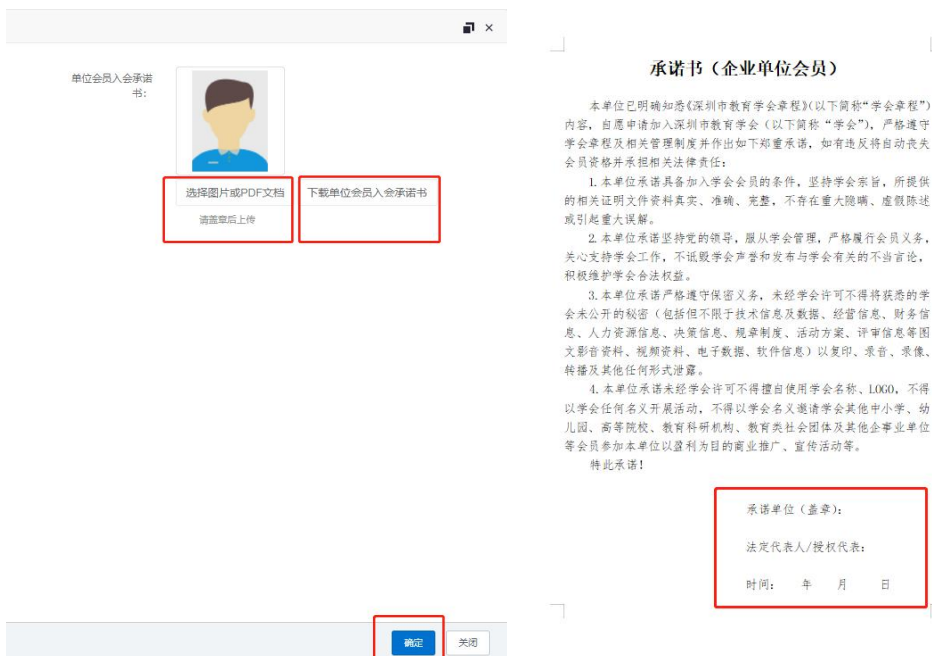 单位会员入会承诺
书：
选择图片或PDF文档
下载单位会员入会承诺书
请盖章后上传
确定
关闭
承诺书（企业单位会员）
本单位已明确知悉《深圳市教育学会章程》（以下简称“学会章程”）
内容，自愿申请加入深圳市教育学会（以下简称“学会”），严格遵守
学会章程及相关管理制度并作出如下郑重承诺，如有违反将自动丧失
会员资格并承担相关法律责任：
1.本单位承诺具备加入学会会员的条件，坚持学会宗旨，所提供
的相关证明文件资料真实、准确、完整，不存在重大隐瞒、虚假陈述
或引起重大误解。
2.本单位承诺坚持党的领导，服从学会管理，严格履行会员义务，
关心支持学会工作，不诋毁学会声誉和发布与学会有关的不当言论，
积极维护学会合法权益。
3.本单位承诺严格遵守保密义务，未经学会许可不得将获悉的学
会未公开的秘密（包括但不限于技术信息及数据、经营信息、财务信
息、人力资源信息、决策信息、规章制度、活动方案、评审信息等图
文影音资料、视频资料、电子数据、软件信息）以复印、录音、录像、
转播及其他任何形式泄露。
4.本单位承诺未经学会许可不得擅自使用学会名称、LOGO，不得
以学会任何名义开展活动，不得以学会名义邀请学会其他中小学、幼
儿园、高等院校、教育科研机构、教育类社会团体及其他企事业单位
等会员参加本单位以盈利为目的商业推广、宣传活动等。
特此承诺！
承诺单位（盖章）：
法定代表人/授权代表：
时间： 年 月 日